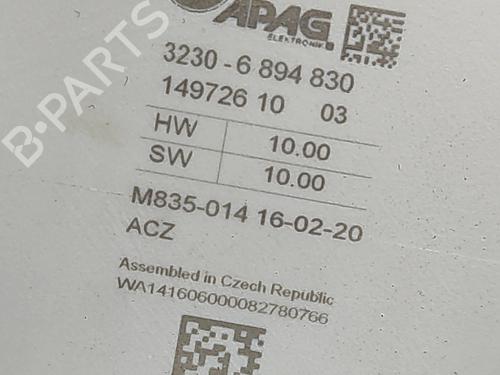 APAG
ELEKTRONIK
3230-6 894 830
149726 10 03
HW 10.00
SW 10.00
M835-014 16-02-20
ACZ
Assembled in Czech Republic
WA141606000082780766
B-PARTS